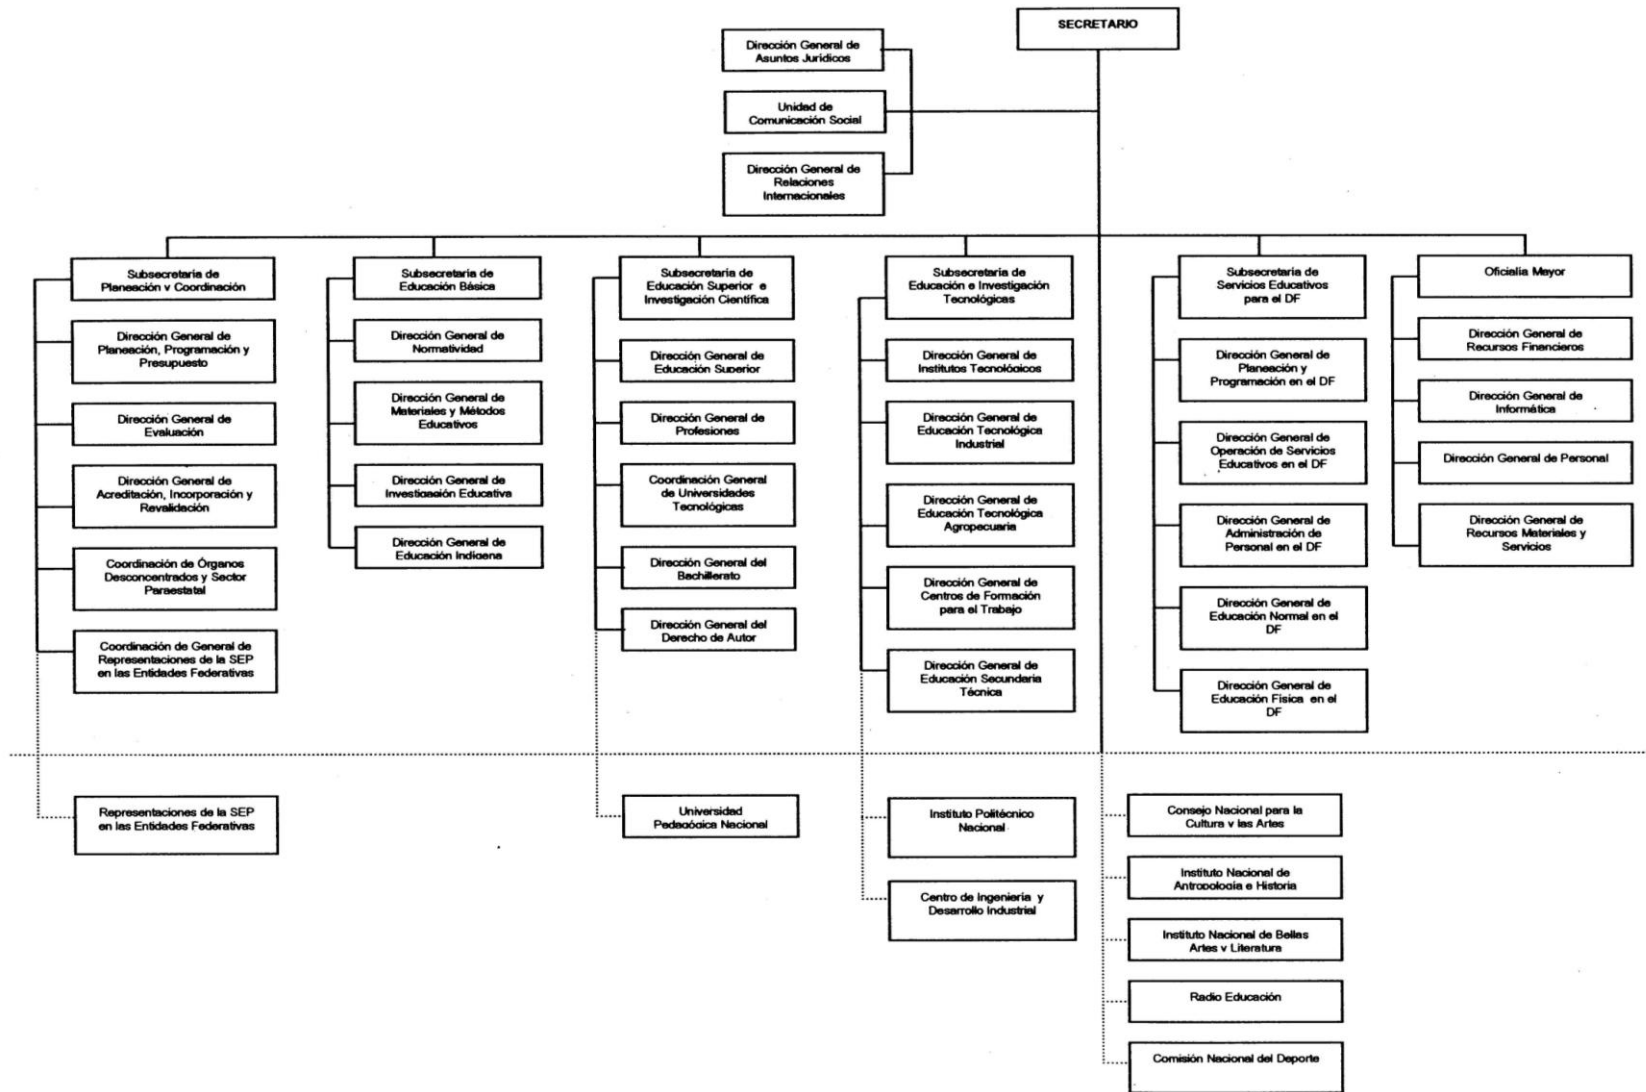 SECRETARIO
Dirección General de
Asuntos Jurídicos
Unidad de
Comunicación Social
Dirección General de
Relaciones
Internacionales
Subsecretaría de
Planeación y Coordinación
Dirección General de
Planeación, Programación y
Presupuesto
Dirección General de
Evaluación
Dirección General de
Acreditación, Incorporación y
Revalidación
Coordinación de Órganos
Desconcentrados y Sector
Paraestatal
Coordinación de General de
Representaciones de la SEP
en las Entidades Federativas
Representaciones de la SEP
en las Entidades Federativas
Subsecretaría de
Educación Básica
Dirección General de
Normatividad
Dirección General de
Materiales y Métodos
Educativos
Dirección General de
Investigación Educativa
Dirección General de
Educación Indígena
Subsecretaría de
Educación Superior e
Investigación Científica
Dirección General de
Educación Superior
Dirección General de
Profesiones
Coordinación General
de Universidades
Tecnológicas
Dirección General del
Bachillerato
Dirección General del
Derecho de Autor
Universidad
Pedagógica Nacional
Subsecretaría de
Educación e Investigación
Tecnológicas
Dirección General de
Institutos Tecnológicos
Dirección General de
Educación Tecnológica
Industrial
Dirección General de
Educación Tecnológica
Agropecuaria
Dirección General de
Centros de Formación
para el Trabajo
Dirección General de
Educación Secundaria
Técnica
Instituto Politécnico
Nacional
Centro de Ingeniería y
Desarrollo Industrial
Subsecretaría de
Servicios Educativos
para el DF
Dirección General de
Planeación y
Programación en el DF
Dirección General de
Operación de Servicios
Educativos en el DF
Dirección General de
Administración de
Personal en el DF
Dirección General de
Educación Normal en el
DF
Dirección General de
Educación Física en el
DF
Consejo Nacional para la
Cultura y las Artes
Instituto Nacional de
Antropología e Historia
Instituto Nacional de Bellas
Artes y Literatura
Radio Educación
Comisión Nacional del Deporte
Oficialía Mayor
Dirección General de
Recursos Financieros
Dirección General de
Informática
Dirección General de Personal
Dirección General de
Recursos Materiales y
Servicios